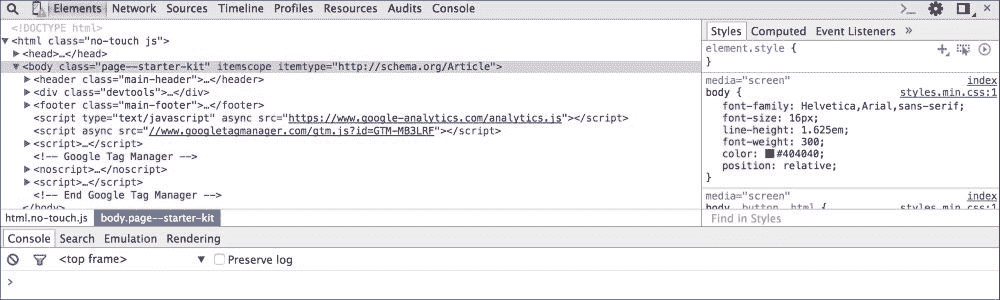 Elements Network Sources Timeline Profiles Resources Audits Console
<!DOCTYPE html>
<html class="no-touch js">
<head>…</head>
<body class="page--starter-kit" itemscope itemtype="http://schema.org/Article">
<header class="main-header">…</header>
<div class="devtools">…</div>
<footer class="main-footer">…</footer>
<script type="text/javascript" async src="https://www.google-analytics.com/analytics.js"></script>
<script async src="//www.googletagmanager.com/gtm.js?id=GTM-MB3LRF"></script>
<script>…</script>
<!-- Google Tag Manager -->
<noscript>…</noscript>
<script>…</script>
<!-- End Google Tag Manager -->
</body>
html.no-touch.js body.page--starter-kit
Styles Computed Event Listeners »
element.style {
}
media="screen" index
body { styles.min.css:1
font-family: Helvetica,Arial,sans-serif;
font-size: 16px;
line-height: 1.625em;
font-weight: 300;
color: #404040;
position: relative;
}
media="screen" index
body, button, html { styles.min.css:1
Find in Styles
Console Search Emulation Rendering
<top frame> Preserve log
>